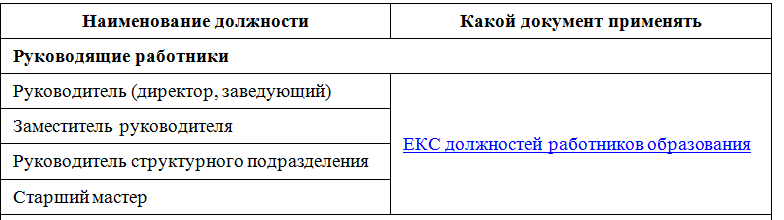 Наименование должности Какой документ применять
Руководящие работники
Руководитель (директор, заведующий)
Заместитель руководителя
Руководитель структурного подразделения
Старший мастер
ЕКС должностей работников образования